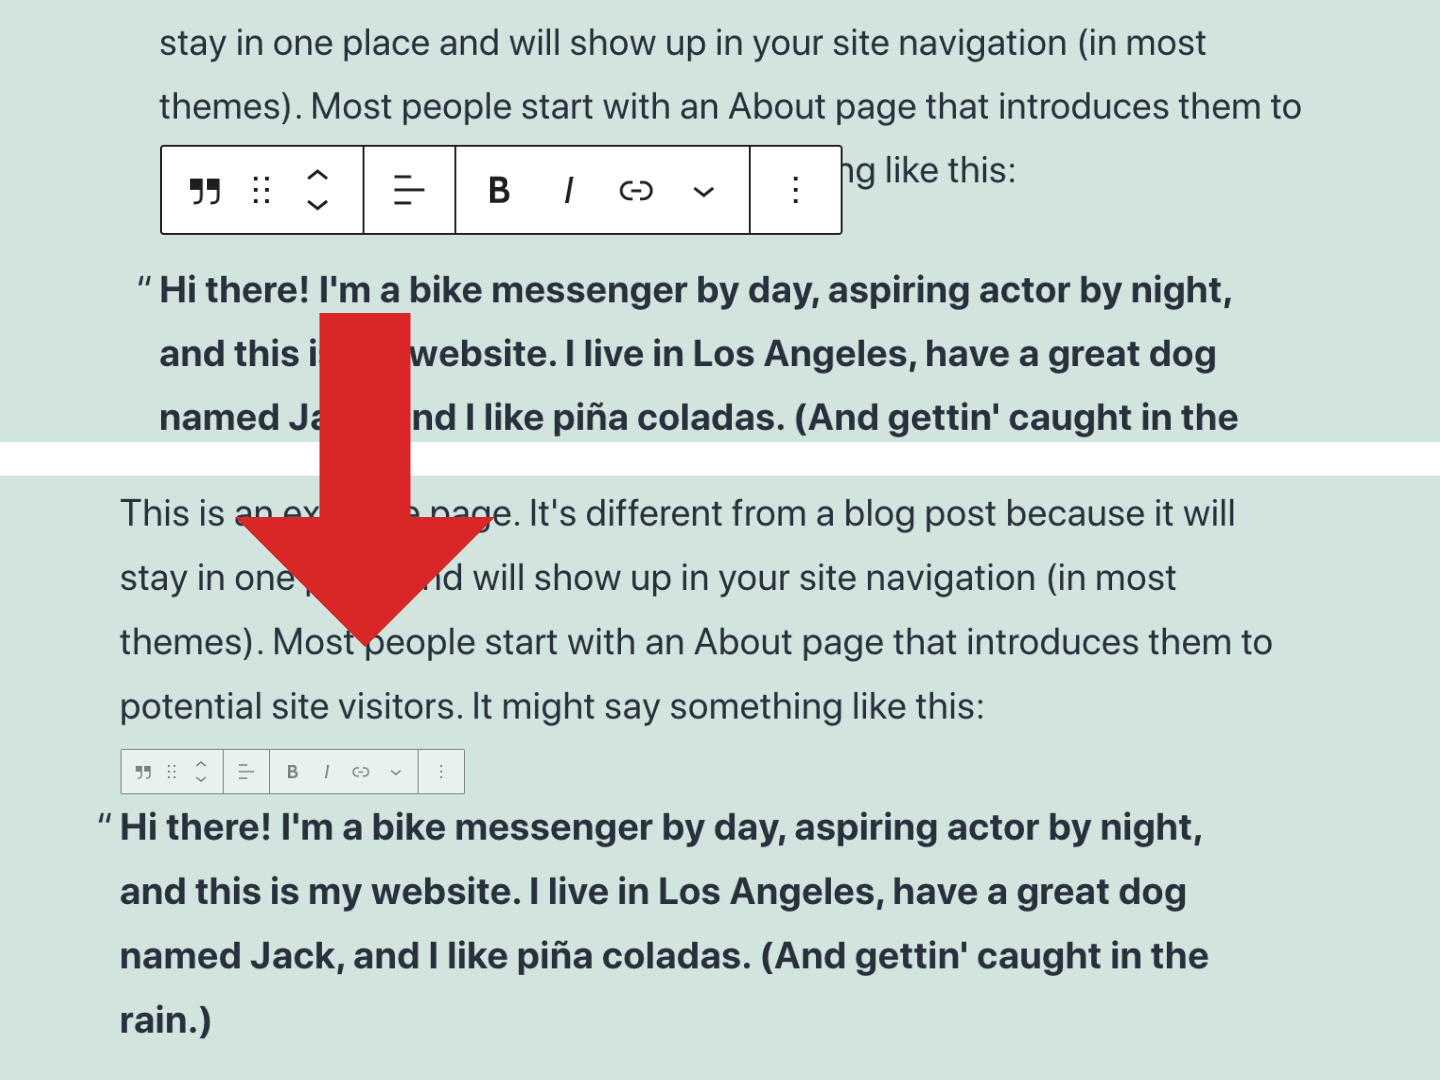 stay in one place and will show up in your site navigation (in most
themes). Most people start with an About page that introduces them to
ng like this:
B I
“ Hi there! I'm a bike messenger by day, aspiring actor by night,
and this website. I live in Los Angeles, have a great dog
named nd I like piña coladas. (And gettin' caught in the
This is an page. It's different from a blog post because it will
stay in one will show up in your site navigation (in most
themes). Most people start with an About page that introduces them to
potential site visitors. It might say something like this:
B I
“ Hi there! I'm a bike messenger by day, aspiring actor by night,
and this is my website. I live in Los Angeles, have a great dog
named Jack, and I like piña coladas. (And gettin' caught in the
rain.)